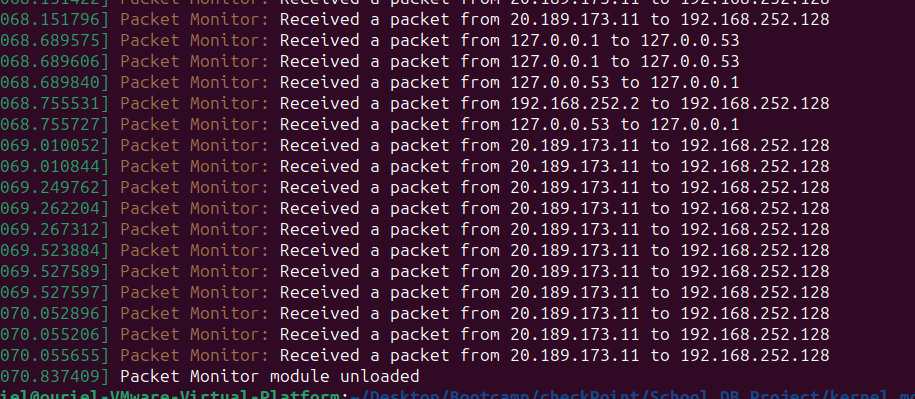 068.151796] Packet Monitor: Received a packet from 20.189.173.11 to 192.168.252.128
068.689575] Packet Monitor: Received a packet from 127.0.0.1 to 127.0.0.53
068.689606] Packet Monitor: Received a packet from 127.0.0.1 to 127.0.0.53
068.689840] Packet Monitor: Received a packet from 127.0.0.53 to 127.0.0.1
068.755531] Packet Monitor: Received a packet from 192.168.252.2 to 192.168.252.128
068.755727] Packet Monitor: Received a packet from 127.0.0.53 to 127.0.0.1
069.010052] Packet Monitor: Received a packet from 20.189.173.11 to 192.168.252.128
069.010844] Packet Monitor: Received a packet from 20.189.173.11 to 192.168.252.128
069.249762] Packet Monitor: Received a packet from 20.189.173.11 to 192.168.252.128
069.262204] Packet Monitor: Received a packet from 20.189.173.11 to 192.168.252.128
069.267312] Packet Monitor: Received a packet from 20.189.173.11 to 192.168.252.128
069.523884] Packet Monitor: Received a packet from 20.189.173.11 to 192.168.252.128
069.527589] Packet Monitor: Received a packet from 20.189.173.11 to 192.168.252.128
069.527597] Packet Monitor: Received a packet from 20.189.173.11 to 192.168.252.128
070.052896] Packet Monitor: Received a packet from 20.189.173.11 to 192.168.252.128
070.055206] Packet Monitor: Received a packet from 20.189.173.11 to 192.168.252.128
070.055655] Packet Monitor: Received a packet from 20.189.173.11 to 192.168.252.128
070.837409] Packet Monitor module unloaded
iel@ouriel-VMware-Virtual-Platform:~/Desktop/Bootcamp/checkPoint/School_DB_Project/kernel_m